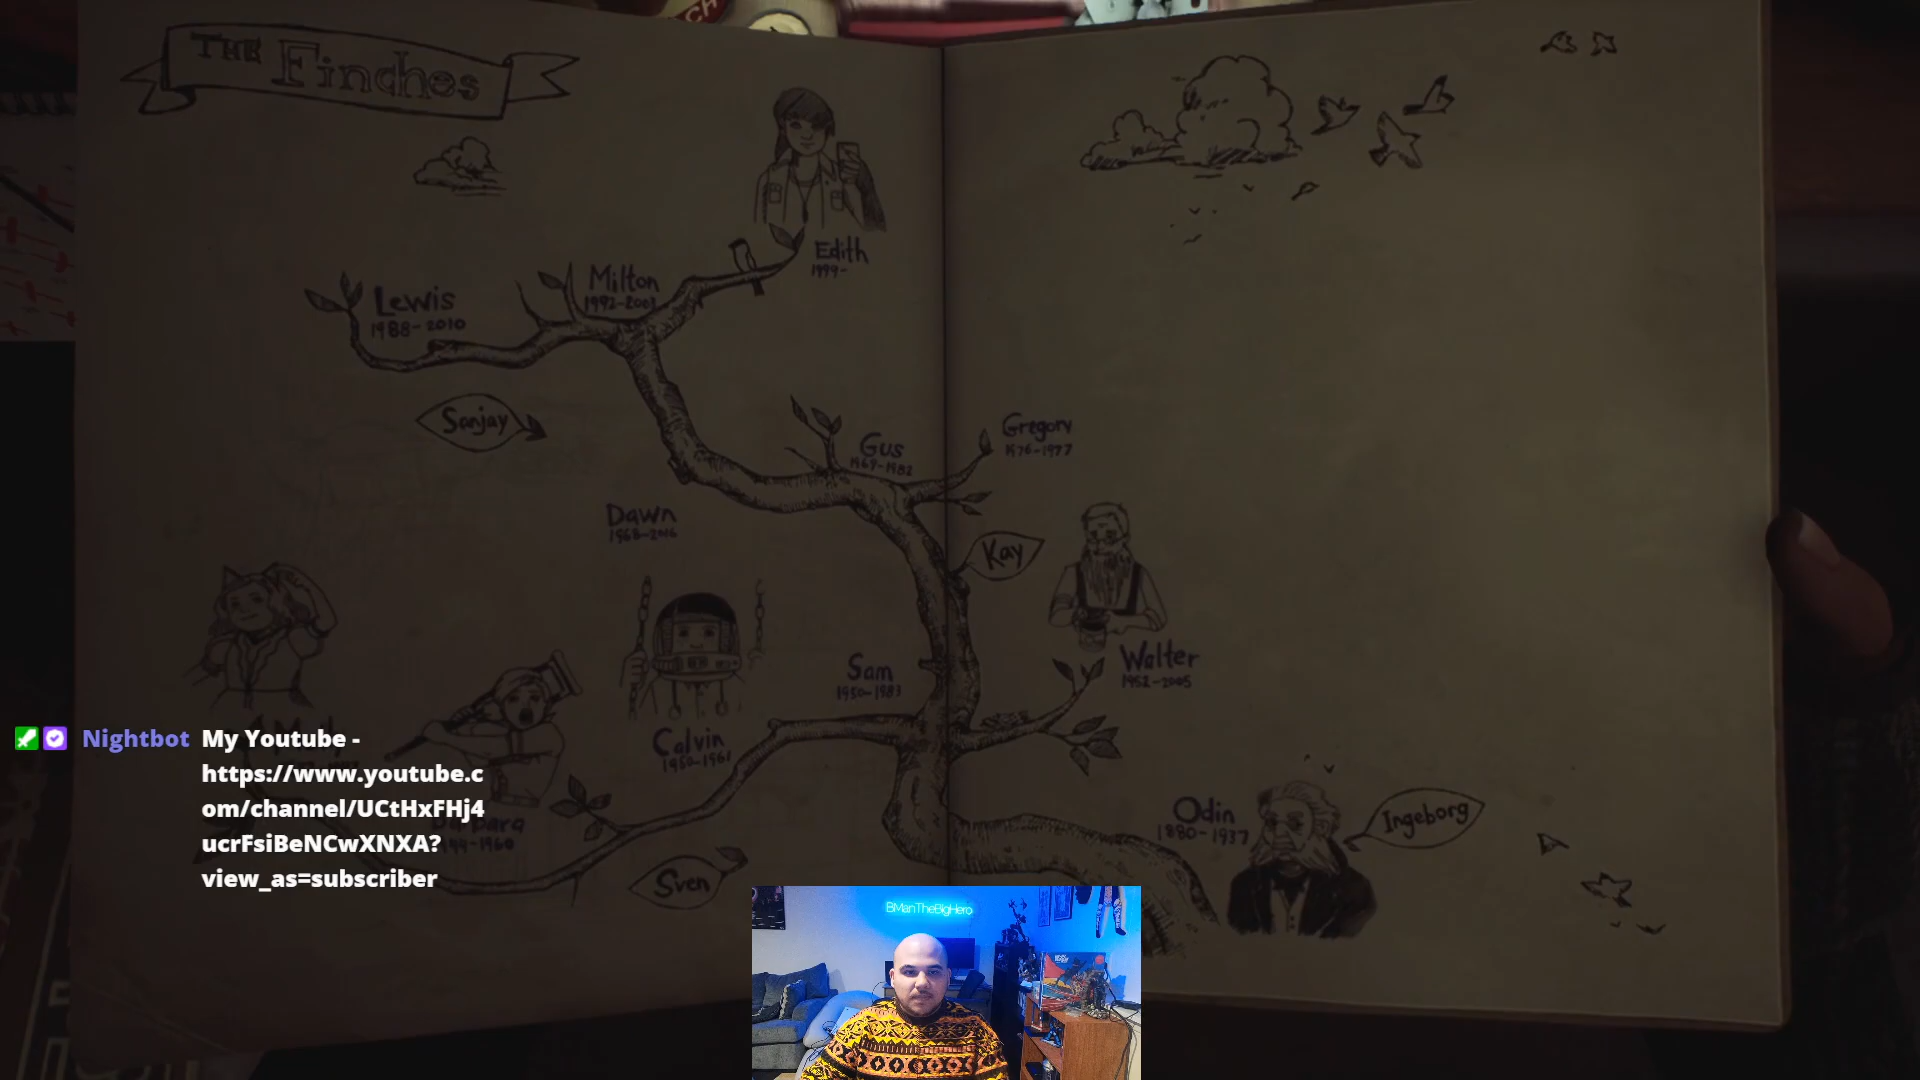 THE Finches
Edith
1999-
Milton
1992-2003
Lewis
1988-2010
Sanjay
Gus
1969-1982
Gregory
1976-1977
Dawn
1968-2016
Kay
Walter
1952-2005
Sam
1950-1983
Calvin
1950-1961
Odin
1880-1937
Ingeborg
Sven
Nightbot My Youtube -
https://www.youtube.c
om/channel/UCtHxFHj4
ucrFsiBeNCwXNXA?
view_as=subscriber
BManTheBigHero